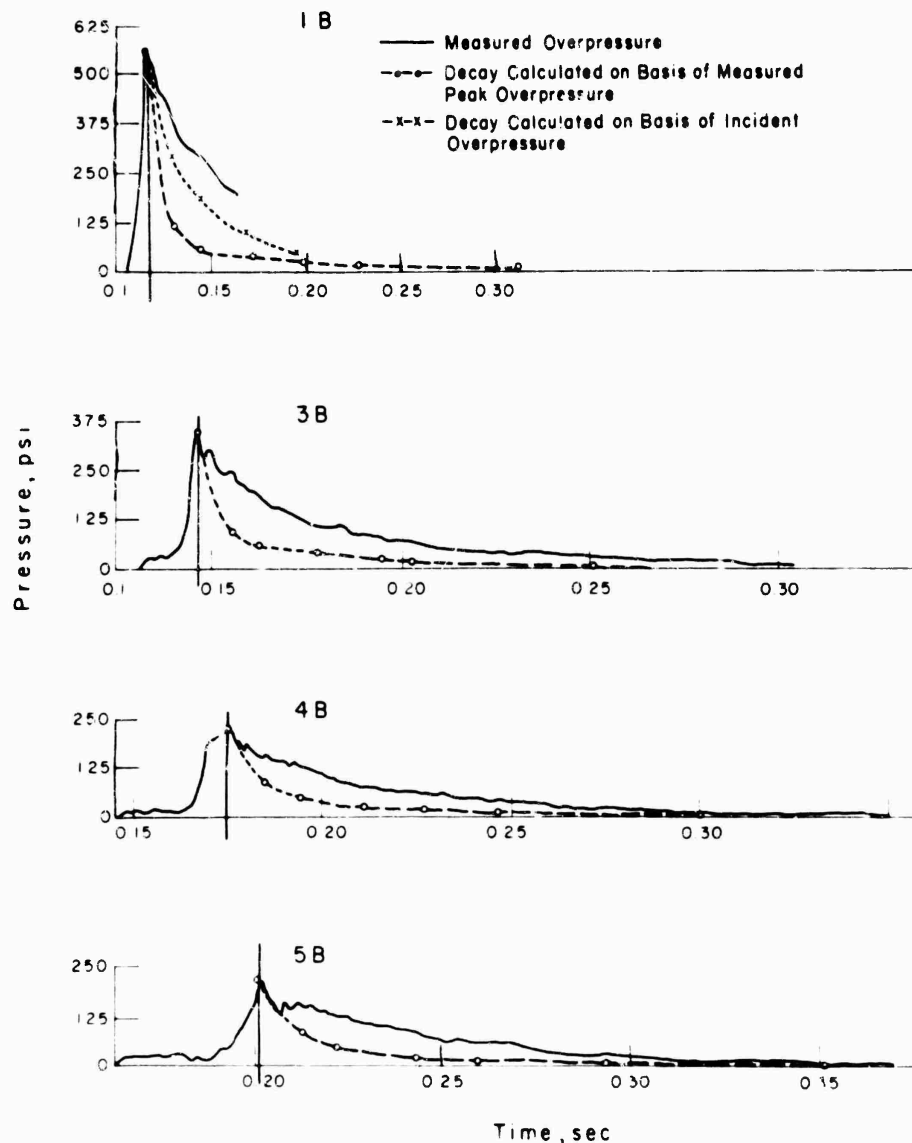 1 B
625
500
375
250
125
0
0.1 0.15 0.20 0.25 0.30
Measured Overpressure
Decay Calculated on Basis of Measured
Peak Overpressure
Decay Calculated on Basis of Incident
Overpressure
3 B
375
250
125
0
0.1 0.15 0.20 0.25 0.30
Pressure, psi
4 B
250
125
0
0.15 0.20 0.25 0.30
5 B
250
125
0
0.20 0.25 0.30
Time, sec